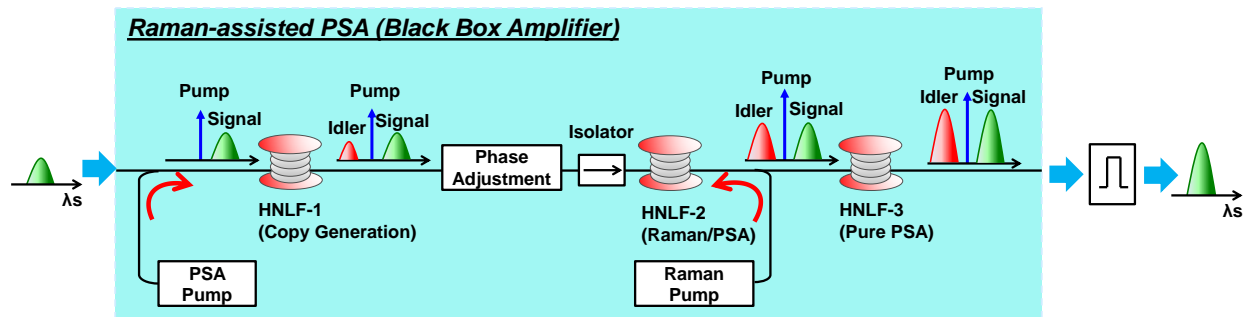 Raman-assisted PSA (Black Box Amplifier)
λs
Pump
Signal
HNLF-1
(Copy Generation)
PSA
Pump
Pump
Idler
Signal
Phase
Adjustment
Isolator
HNLF-2
(Raman/PSA)
Raman
Pump
Pump
Idler
Signal
HNLF-3
(Pure PSA)
Pump
Idler
Signal
λs